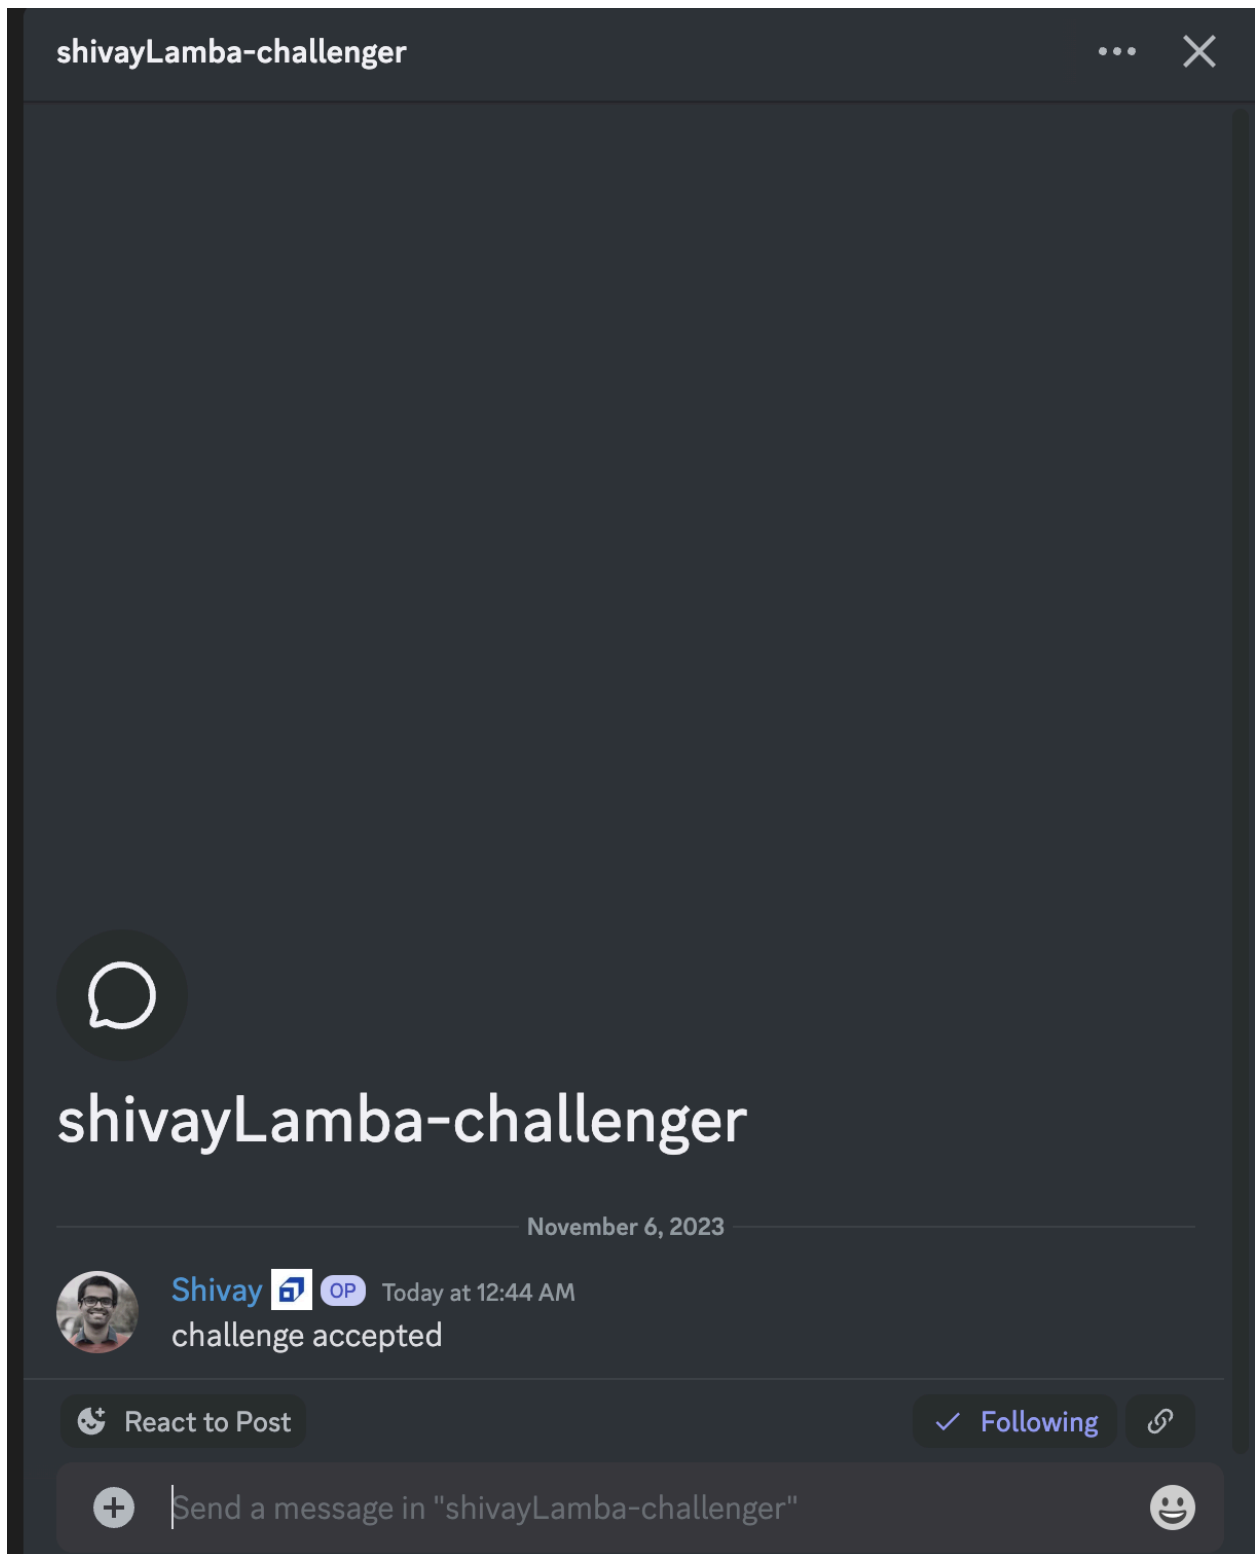 shivayLamba-challenger
shivayLamba-challenger
November 6, 2023
Shivay OP Today at 12:44 AM
challenge accepted
React to Post
Following
Send a message in "shivayLamba-challenger"